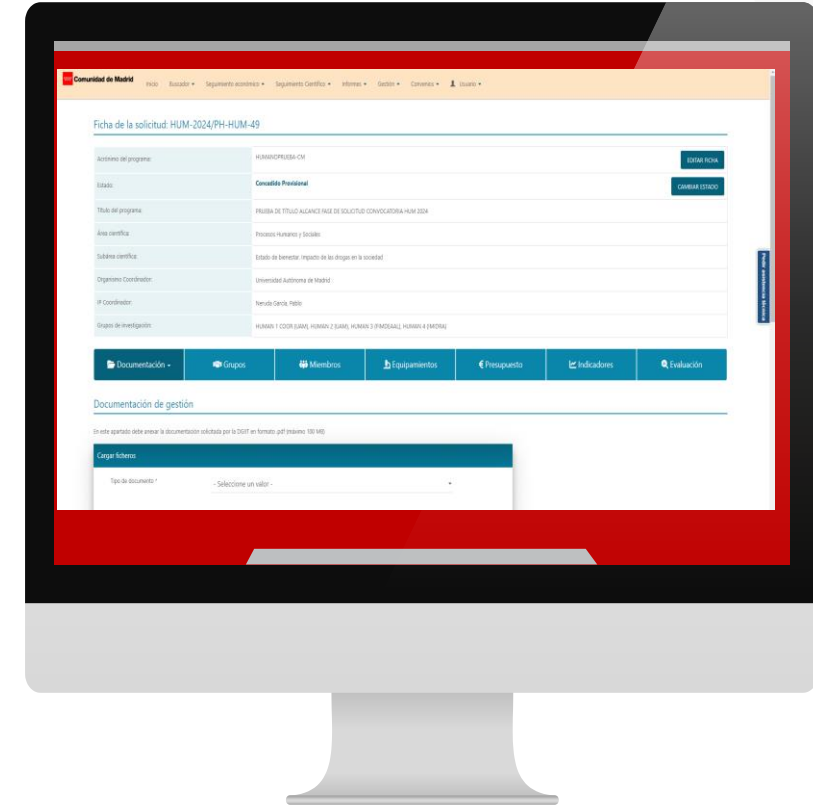 Comunidad de Madrid
Inicio Buscador Seguimiento económico Seguimiento Científico Informes Gestión Convenios Usuario
Ficha de la solicitud: HUM-2024/PH-HUM-49
Acrónimo del programa: HUMANOPRUEBA-CM EDITAR FICHA
Estado: Concedido Provisional CAMBIAR ESTADO
Título del programa: PRUEBA DE TITULO ALCANCE FASE DE SOLICITUD CONVOCATORIA HUM 2024
Área científica: Procesos Humanos y Sociales
Subárea científica: Estado de bienestar: impacto de las drogas en la sociedad
Organismo Coordinador: Universidad Autónoma de Madrid
IP Coordinador: Neruda García, Pablo
Grupos de investigación: HUMAN 1 COOR (UAM), HUMAN 2 (UAM), HUMAN 3 (FIMDEAAL), HUMAN 4 (IMIDRA)
Pedir asistencia técnica
Documentación Grupos Miembros Equipamientos Presupuesto Indicadores Evaluación
Documentación de gestión
En este apartado debe anexar la documentación solicitada por la DGIIT en formato .pdf (máximo 100 MB)
Cargar ficheros
Tipo de documento * - Seleccione un valor -